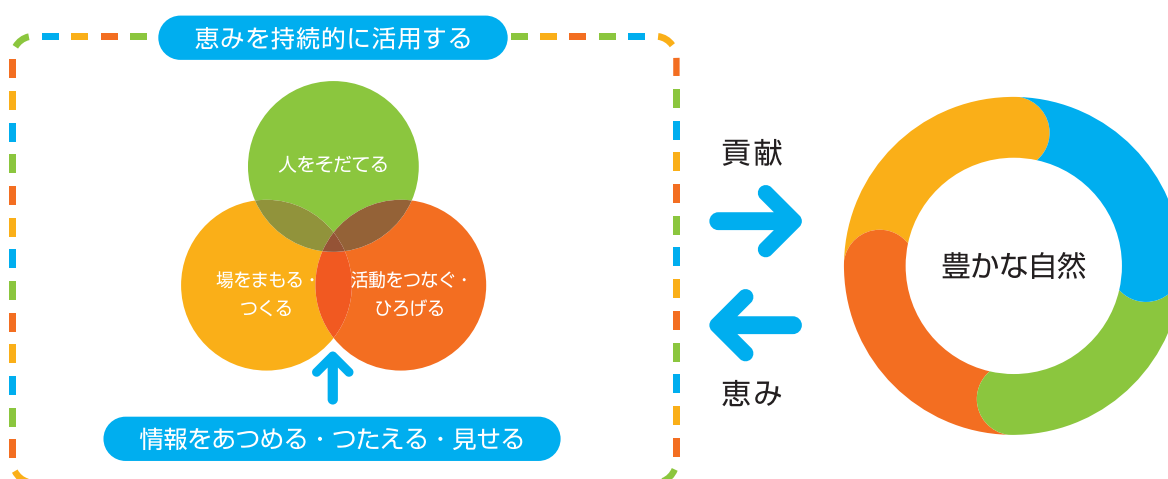 恵みを持続的に活用する
人をそだてる
場をまもる・
つくる
活動をつなぐ・
ひろげる
情報をあつめる・つたえる・見せる
貢献
恵み
豊かな自然